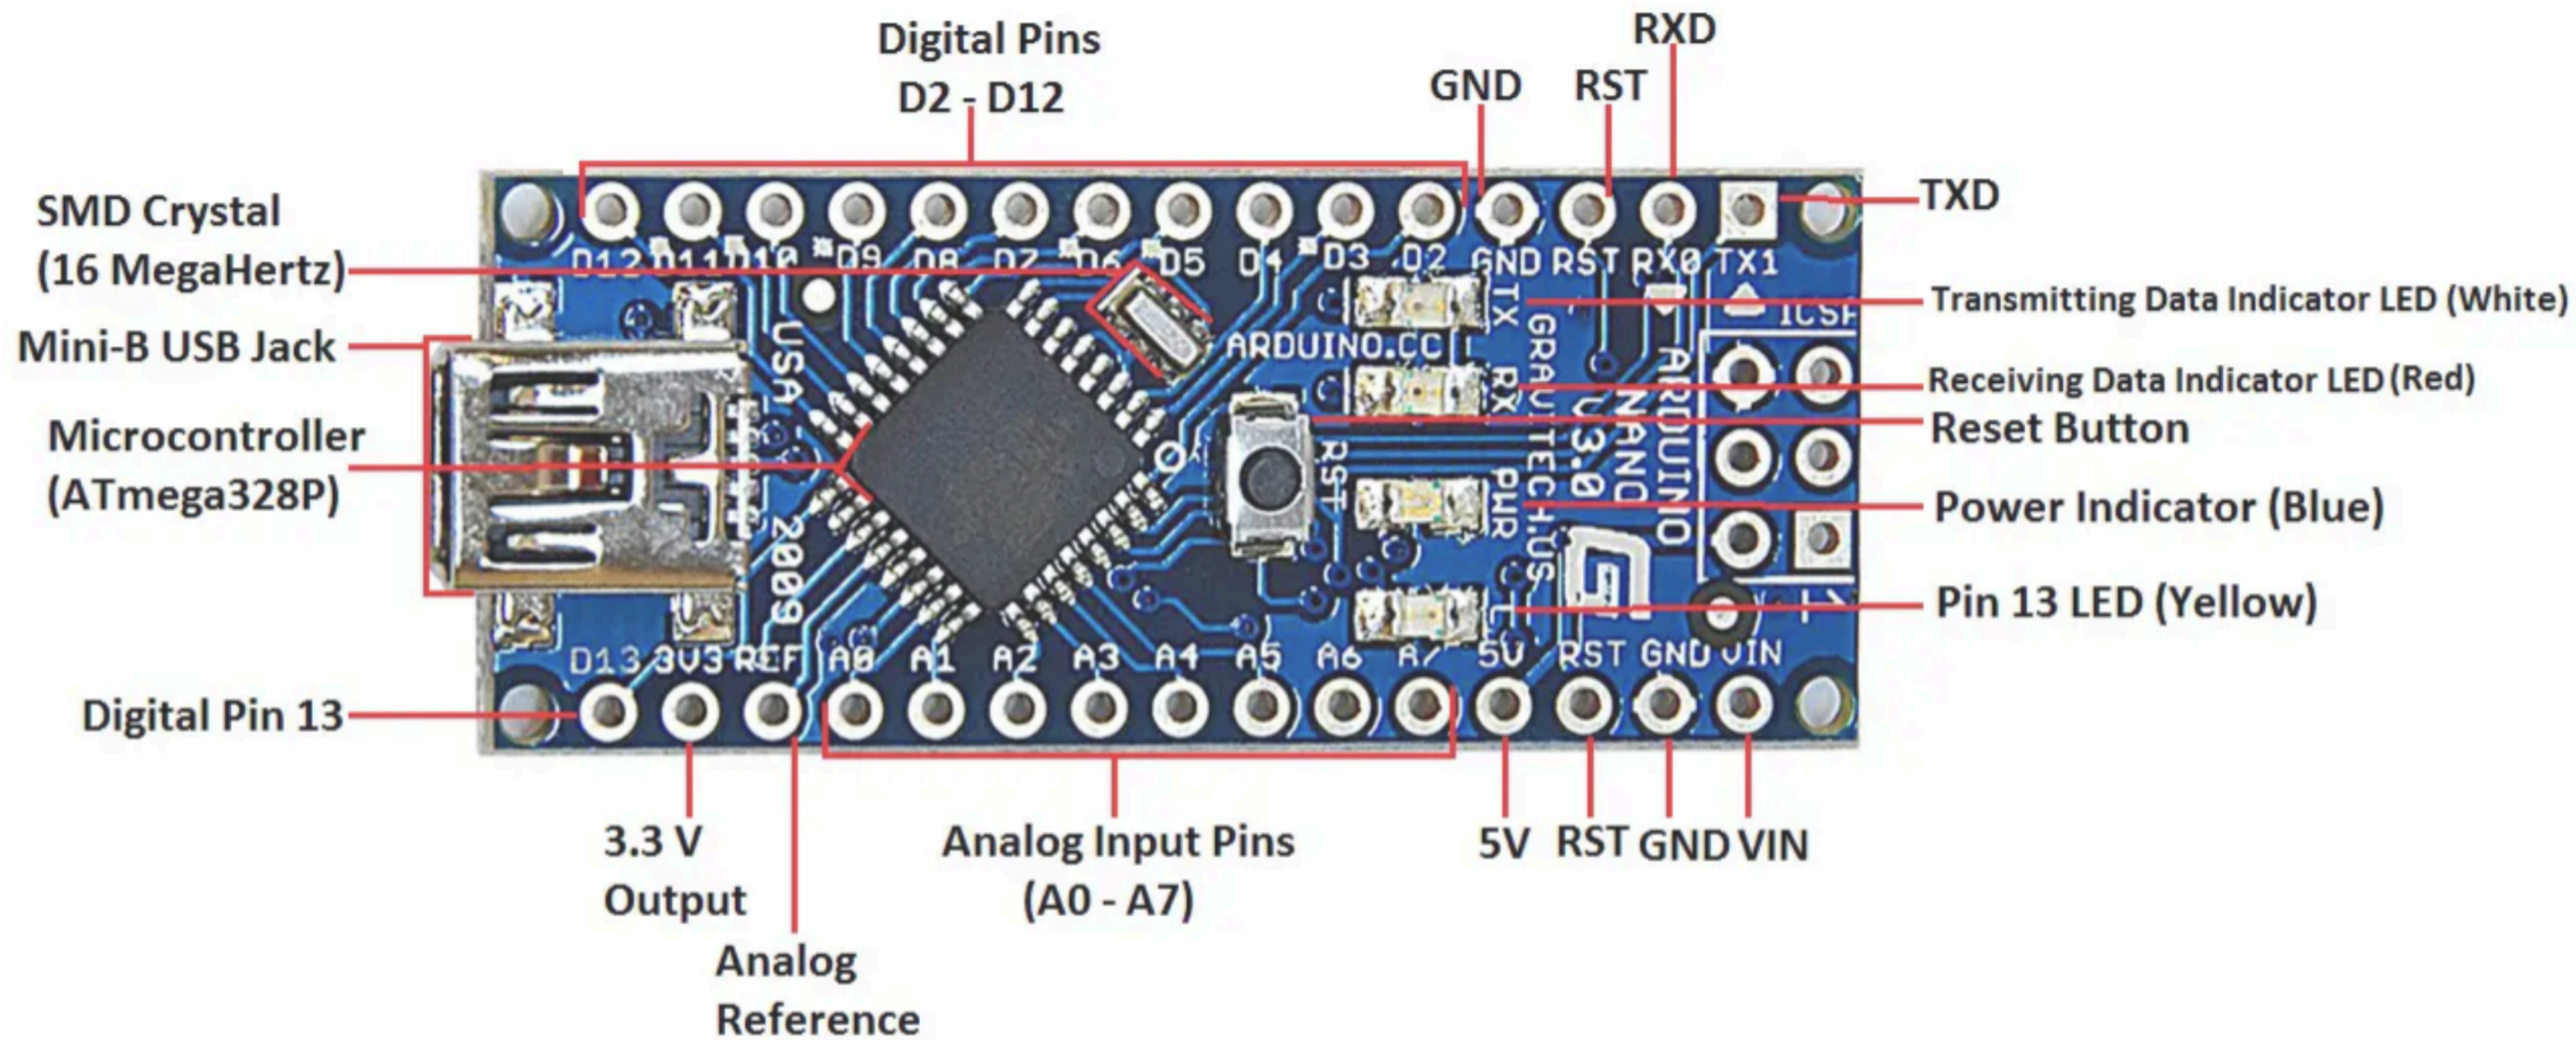 Digital Pins
D2 - D12
RXD
GND
RST
TXD
SMD Crystal
(16 MegaHertz)
Mini-B USB Jack
Microcontroller
(ATmega328P)
Digital Pin 13
D12 D11 D10 D9 D8 D7 D6 D5 D4 D3 D2 GND RST RX0 TX1
ICSP
TX
RX
PWR
L
ARDUINO.CC
USA
2009
RST
GRAVITECH.US
ARDUINO
NANO
V3.0
G
1
D13 3V3 REF A0 A1 A2 A3 A4 A5 A6 A7 5V RST GND VIN
Transmitting Data Indicator LED (White)
Receiving Data Indicator LED (Red)
Reset Button
Power Indicator (Blue)
Pin 13 LED (Yellow)
3.3 V
Output
Analog
Reference
Analog Input Pins
(A0 - A7)
5V RST GND VIN